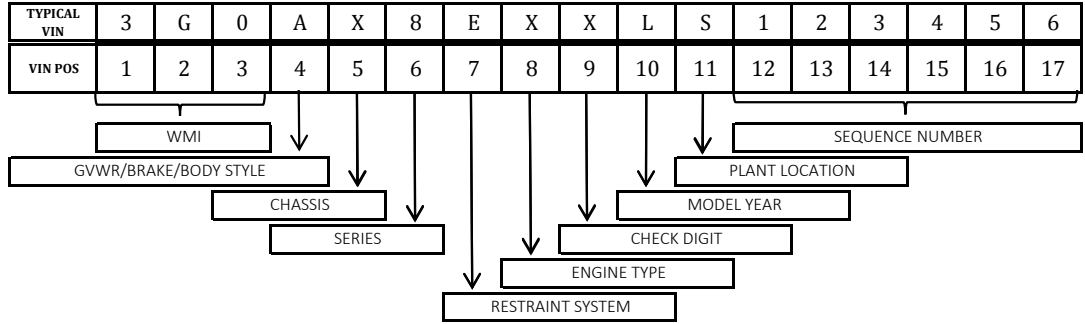 TYPICAL VIN 3 G 0 A X 8 E X X L S 1 2 3 4 5 6
VIN POS 1 2 3 4 5 6 7 8 9 10 11 12 13 14 15 16 17
WMI SEQUENCE NUMBER
GVWR/BRAKE/BODY STYLE PLANT LOCATION
CHASSIS MODEL YEAR
SERIES CHECK DIGIT
ENGINE TYPE
RESTRAINT SYSTEM